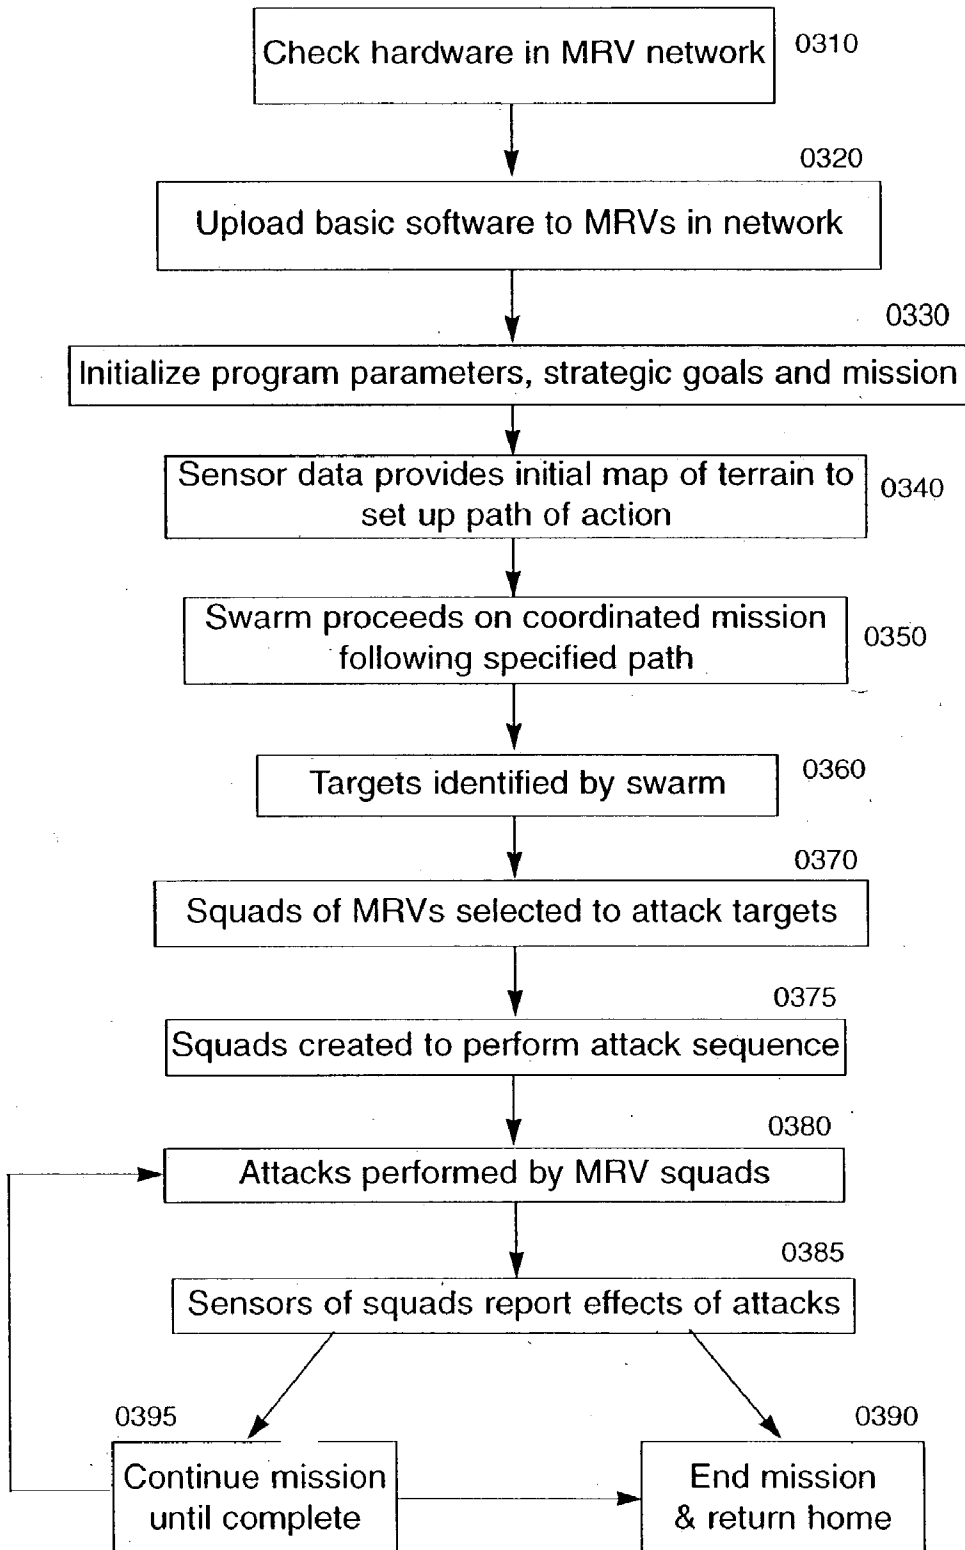 Check hardware in MRV network
0310
0320
Upload basic software to MRVs in network
0330
Initialize program parameters, strategic goals and mission
Sensor data provides initial map of terrain to
set up path of action
0340
Swarm proceeds on coordinated mission
following specified path
0350
Targets identified by swarm
0360
0370
Squads of MRVs selected to attack targets
0375
Squads created to perform attack sequence
0380
Attacks performed by MRV squads
0385
Sensors of squads report effects of attacks
0395
Continue mission
until complete
0390
End mission
& return home